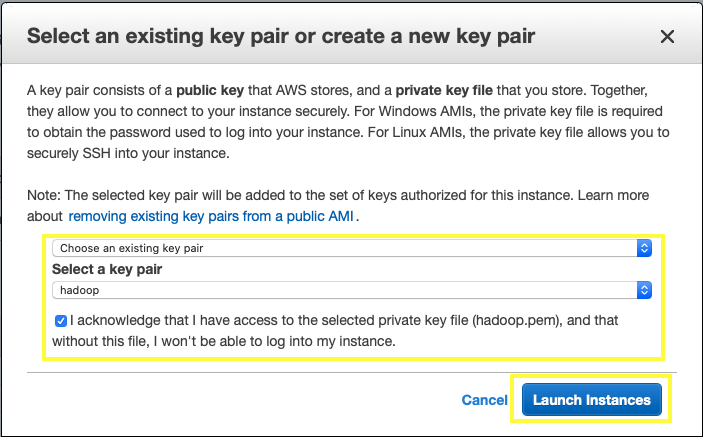 Select an existing key pair or create a new key pair
A key pair consists of a public key that AWS stores, and a private key file that you store. Together,
they allow you to connect to your instance securely. For Windows AMIs, the private key file is required
to obtain the password used to log into your instance. For Linux AMIs, the private key file allows you to
securely SSH into your instance.
Note: The selected key pair will be added to the set of keys authorized for this instance. Learn more
about removing existing key pairs from a public AMI .
Choose an existing key pair
Select a key pair
hadoop
I acknowledge that I have access to the selected private key file (hadoop.pem), and that
without this file, I won't be able to log into my instance.
Cancel Launch Instances